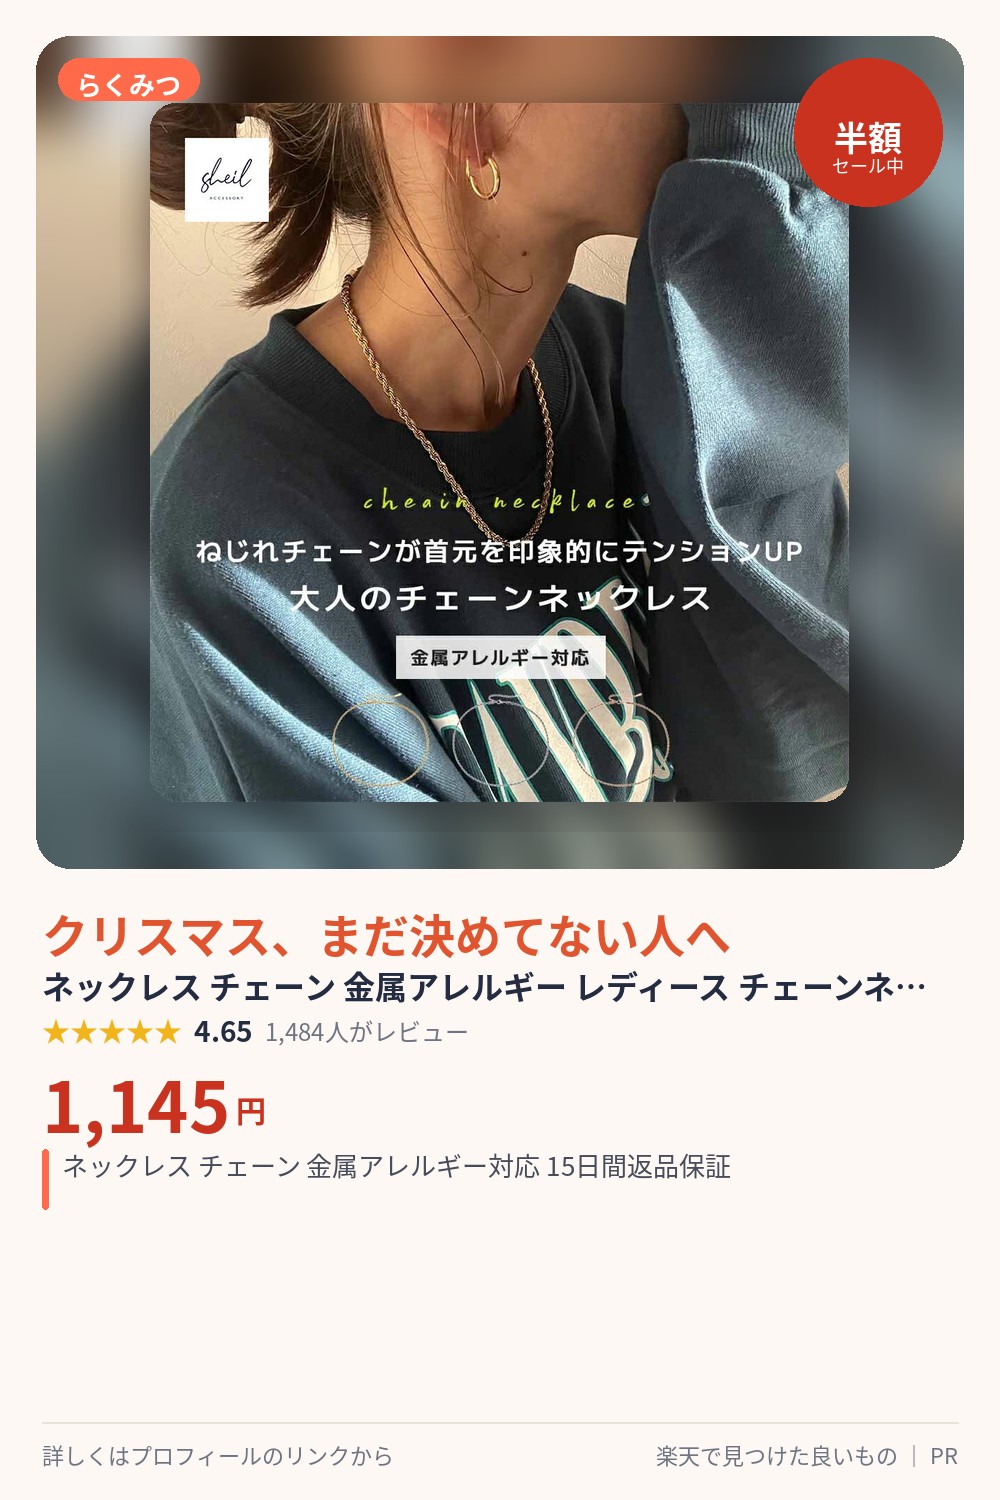 らくみつ
半額
セール中
sheil
ACCESSORY
cheain necklace
ねじれチェーンが首元を印象的にテンションUP
大人のチェーンネックレス
金属アレルギー対応
クリスマス、まだ決めてない人へ
ネックレス チェーン 金属アレルギー レディース チェーンネ…
★★★★★ 4.65 1,484人がレビュー
1,145円
ネックレス チェーン 金属アレルギー対応 15日間返品保証
詳しくはプロフィールのリンクから
楽天で見つけた良いもの｜PR